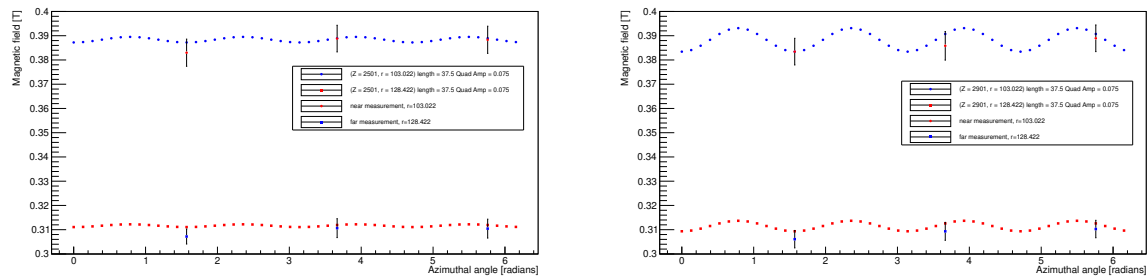 Magnetic field [T]
0.4
0.39
0.38
0.37
0.36
0.35
0.34
0.33
0.32
0.31
0.3
(Z = 2501, r = 103.022) length = 37.5 Quad Amp = 0.075
(Z = 2501, r = 128.422) length = 37.5 Quad Amp = 0.075
near measurement, r=103.022
far measurement, r=128.422
0 1 2 3 4 5 6
Azimuthal angle [radians]
Magnetic field [T]
0.4
0.39
0.38
0.37
0.36
0.35
0.34
0.33
0.32
0.31
0.3
(Z = 2901, r = 103.022) length = 37.5 Quad Amp = 0.075
(Z = 2901, r = 128.422) length = 37.5 Quad Amp = 0.075
near measurement, r=103.022
far measurement, r=128.422
0 1 2 3 4 5 6
Azimuthal angle [radians]